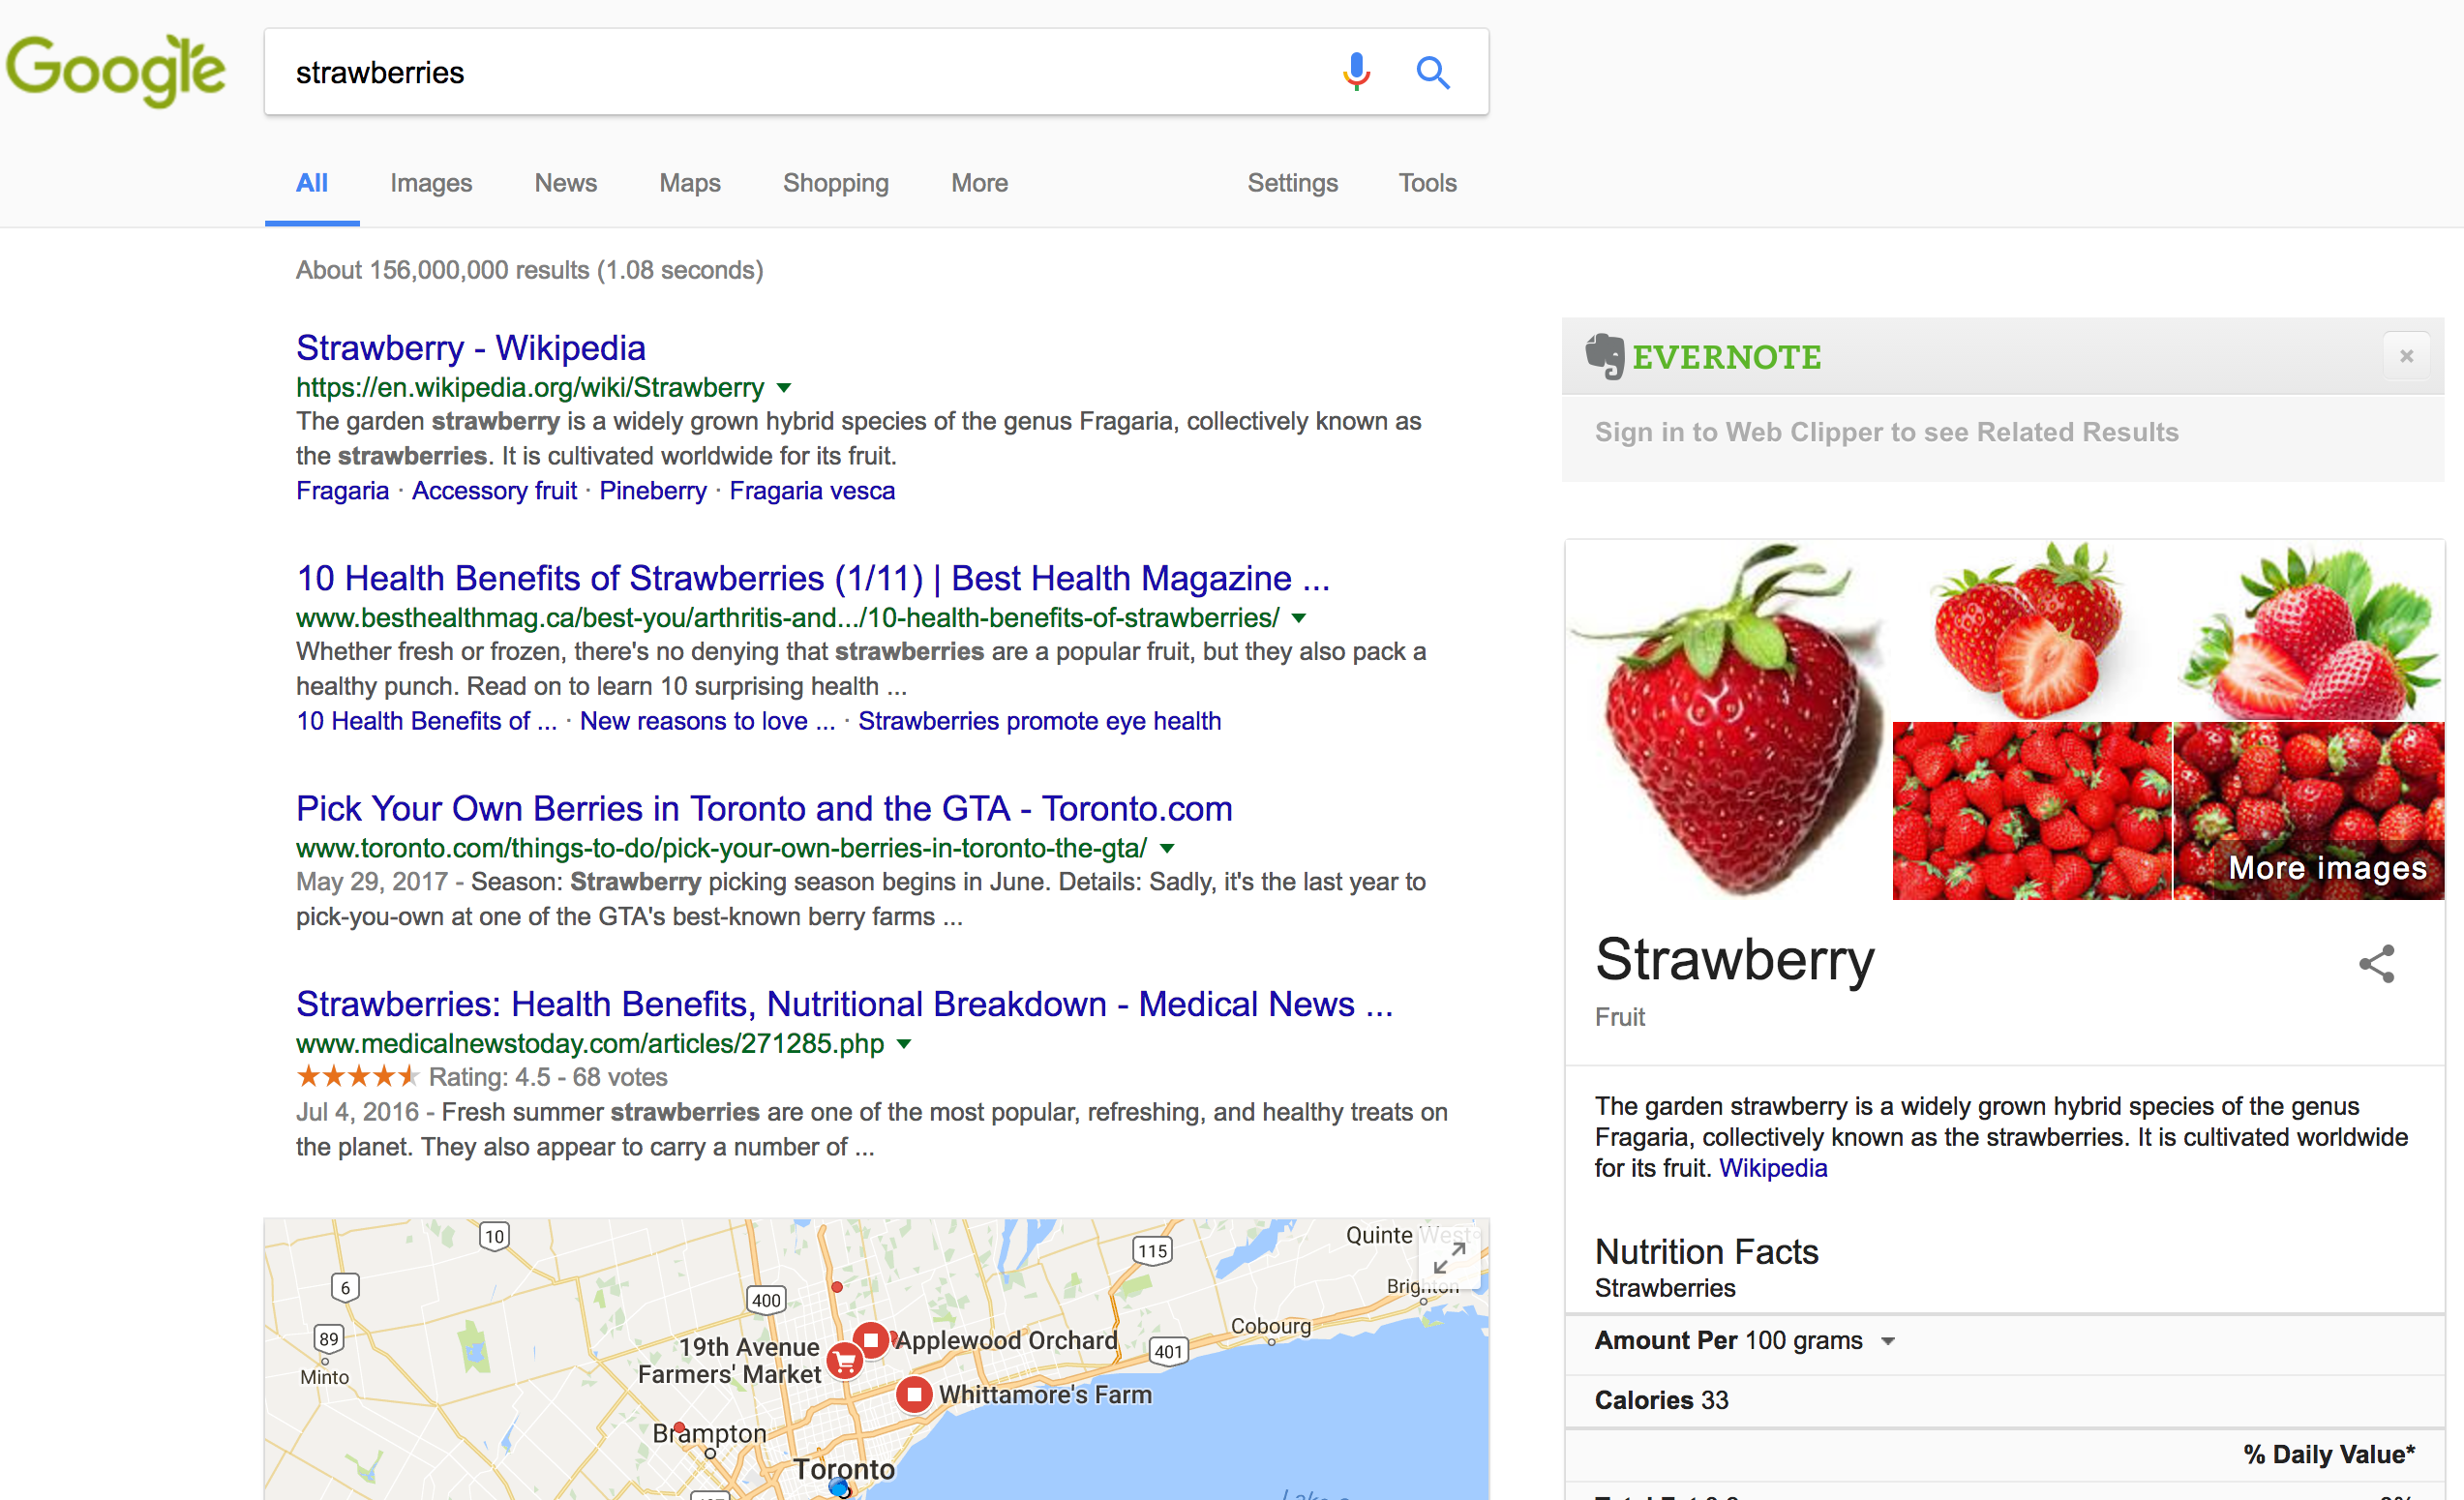 Google
strawberries
All Images News Maps Shopping More Settings Tools
About 156,000,000 results (1.08 seconds)
Strawberry - Wikipedia
https://en.wikipedia.org/wiki/Strawberry
The garden strawberry is a widely grown hybrid species of the genus Fragaria, collectively known as
the strawberries. It is cultivated worldwide for its fruit.
Fragaria · Accessory fruit · Pineberry · Fragaria vesca
10 Health Benefits of Strawberries (1/11) | Best Health Magazine ...
www.besthealthmag.ca/best-you/arthritis-and.../10-health-benefits-of-strawberries/
Whether fresh or frozen, there's no denying that strawberries are a popular fruit, but they also pack a
healthy punch. Read on to learn 10 surprising health ...
10 Health Benefits of ... · New reasons to love ... · Strawberries promote eye health
Pick Your Own Berries in Toronto and the GTA - Toronto.com
www.toronto.com/things-to-do/pick-your-own-berries-in-toronto-the-gta/
May 29, 2017 - Season: Strawberry picking season begins in June. Details: Sadly, it's the last year to
pick-you-own at one of the GTA's best-known berry farms ...
Strawberries: Health Benefits, Nutritional Breakdown - Medical News ...
www.medicalnewstoday.com/articles/271285.php
Rating: 4.5 - 68 votes
Jul 4, 2016 - Fresh summer strawberries are one of the most popular, refreshing, and healthy treats on
the planet. They also appear to carry a number of ...
10
115
Quinte West
6
400
Brighton
89
Minto
19th Avenue
Farmers' Market
Applewood Orchard
401
Cobourg
Whittamore's Farm
Brampton
Toronto
EVERNOTE
Sign in to Web Clipper to see Related Results
More images
Strawberry
Fruit
The garden strawberry is a widely grown hybrid species of the genus
Fragaria, collectively known as the strawberries. It is cultivated worldwide
for its fruit. Wikipedia
Nutrition Facts
Strawberries
Amount Per 100 grams
Calories 33
% Daily Value*